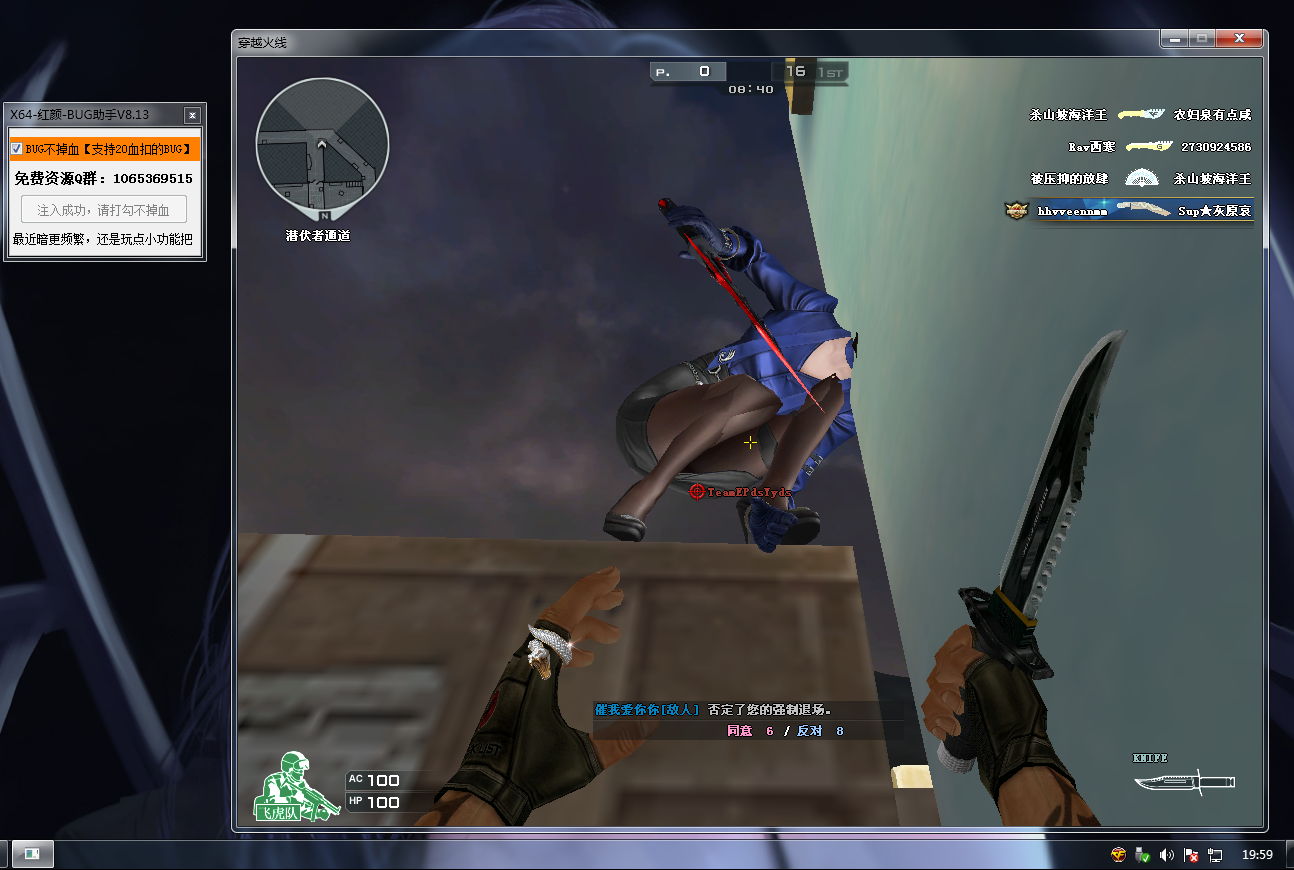 穿越火线
X64-红颜-BUG助手V8.13
BUG不掉血【支持20血扣的BUG】
免费资源Q群：1065369515
注入成功，请打勾不掉血
最近暗更频繁，还是玩点小功能把
P. 0 16 1ST
08:40
N
潜伏者通道
杀山坡海洋王 农妇泉有点咸
Rav西寒 2730924586
被压抑的放肆 杀山坡海洋王
hhvveennmm Sup★灰原哀
TeamEPdsTyds
催我爱你你[敌人] 否定了您的强制退场。
同意 6 / 反对 8
KNIFE
飞虎队
AC 100
HP 100
19:59